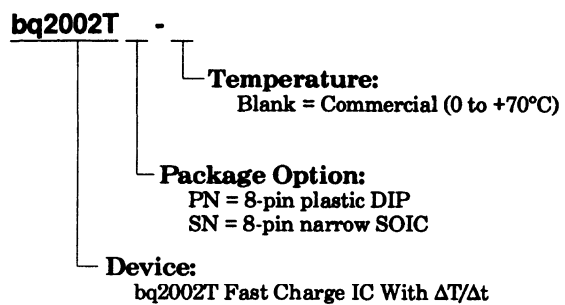 bq2002T   -
Temperature:
Blank = Commercial (0 to +70°C)
Package Option:
PN = 8-pin plastic DIP
SN = 8-pin narrow SOIC
Device:
bq2002T Fast Charge IC With ΔT/Δt